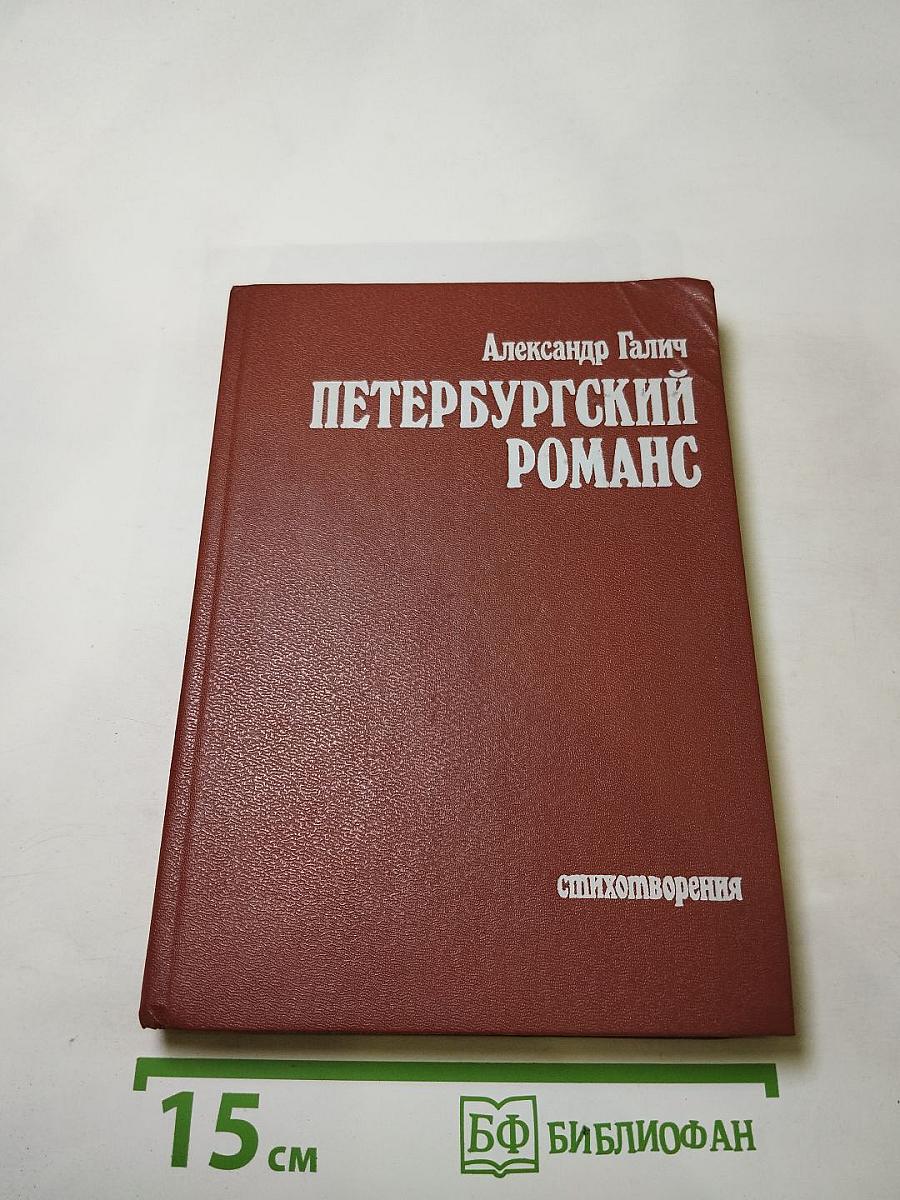 Александр Галич
ПЕТЕРБУРГСКИЙ
РОМАНС
стихотворения
15 см
БФ БИБЛИОФАН